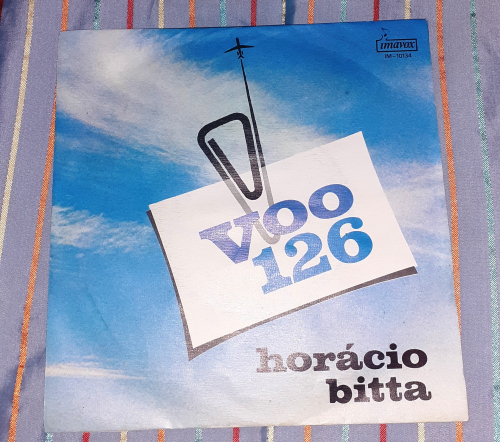 imavox
IM-10134
voo
126
horácio
bitta